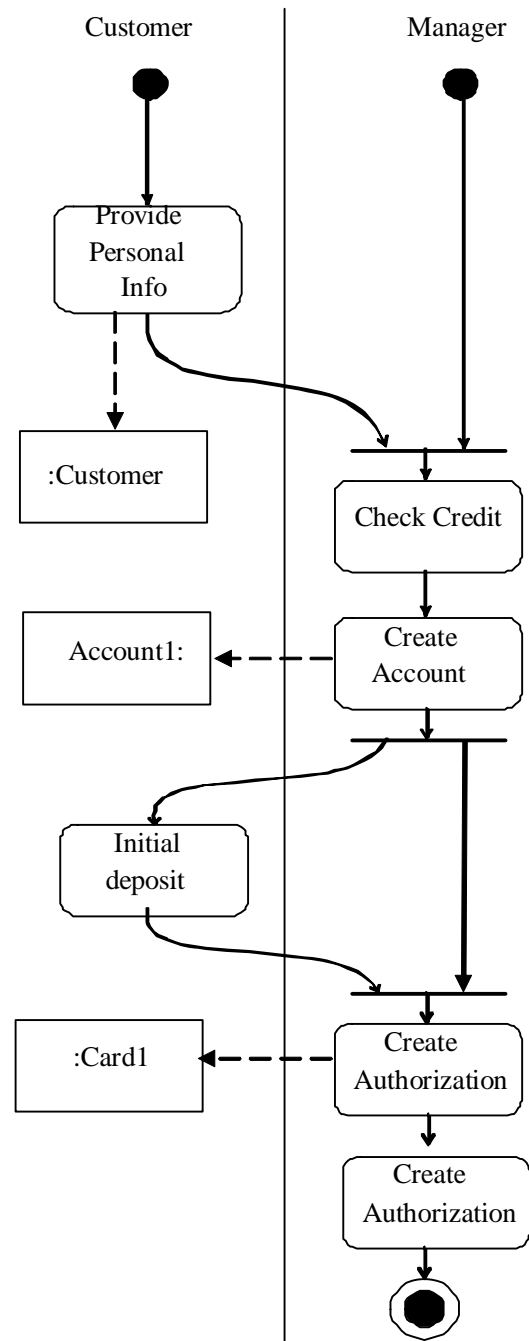 Customer
Manager
Provide
Personal
Info
:Customer
Check Credit
Account1:
Create
Account
Initial
deposit
:Card1
Create
Authorization
Create
Authorization